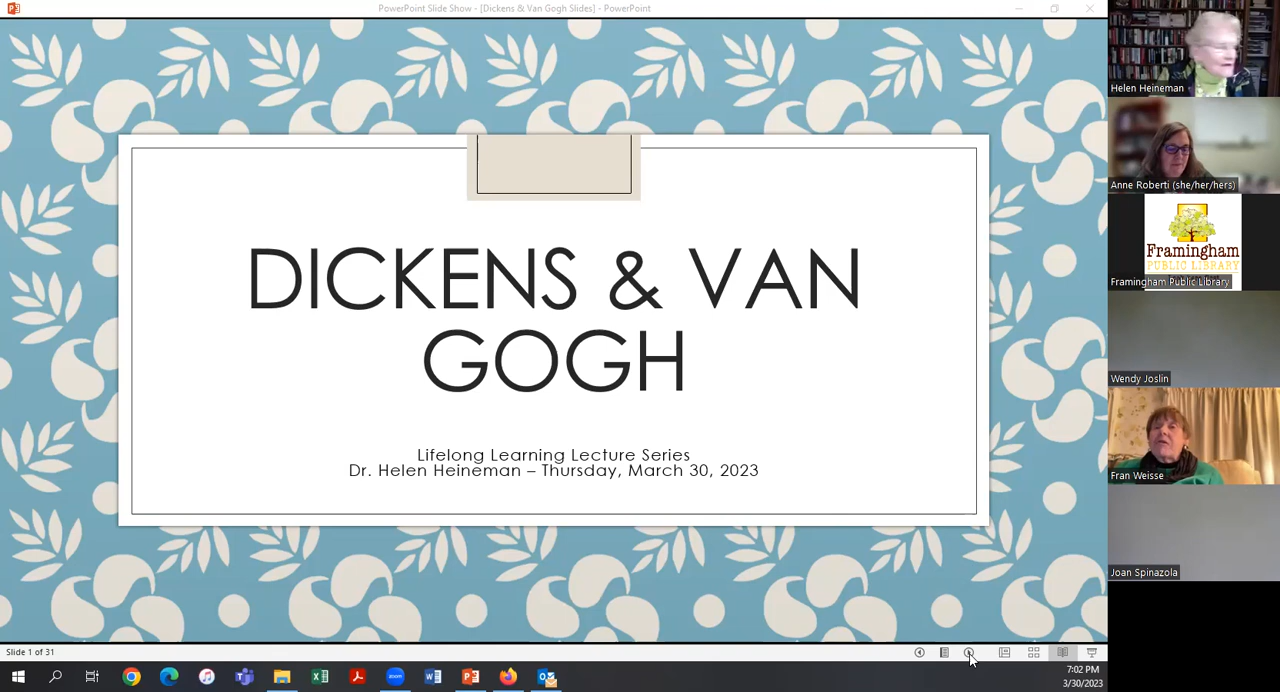 PowerPoint Slide Show - [Dickens & Van Gogh Slides] - PowerPoint
DICKENS & VAN
GOGH
Lifelong Learning Lecture Series
Dr. Helen Heineman – Thursday, March 30, 2023
Helen Heineman
Anne Roberti (she/her/hers)
Framingham
PUBLIC LIBRARY
Framingham Public Library
Wendy Joslin
Fran Weisse
Joan Spinazola
Slide 1 of 31
zoom
7:02 PM
3/30/2023